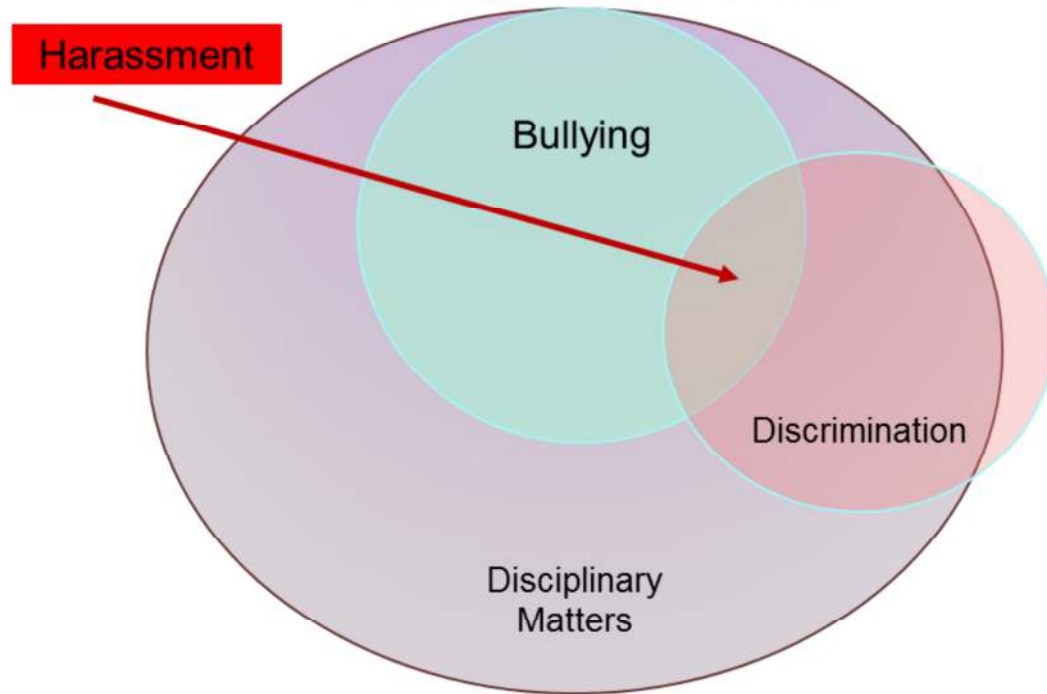 Harassment
Bullying
Discrimination
Disciplinary
Matters